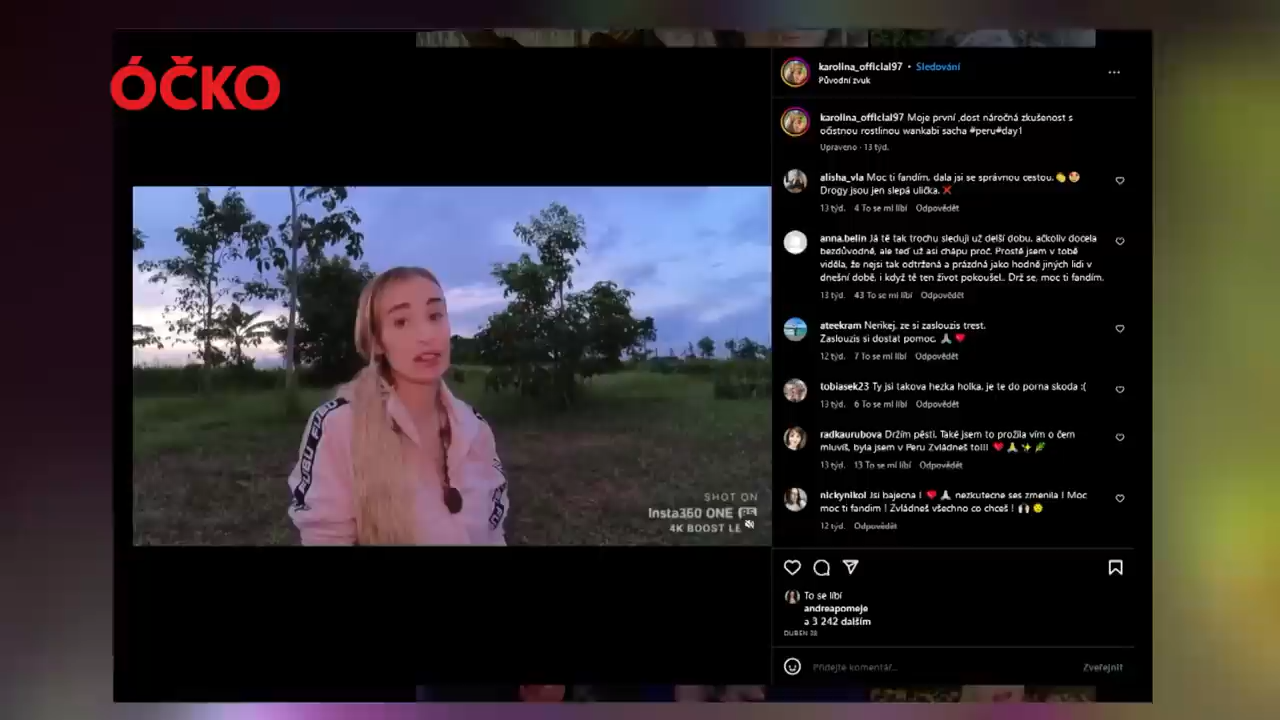 ÓČKO
karolina_official97 • Sledování
Původní zvuk
karolina_official97 Moje první ,dost náročná zkušenost s
očistnou rostlinou wankabi sacha #peru#day1
Upraveno · 13 týd.
alisha_vla Moc ti fandím, dala jsi se správnou cestou.👏🥰
Drogy jsou jen slepá ulička.❌
13 týd. 4 To se mi líbí Odpovědět
anna.belin Já tě tak trochu sleduji už delší dobu, ačkoliv docela
bezdůvodně, ale teď už asi chápu proč. Prostě jsem v tobě
viděla, že nejsi tak odtržená a prázdná jako hodně jiných lidi v
dnešní době, i když tě ten život pokoušel.. Drž se, moc ti fandím.
13 týd. 43 To se mi líbí Odpovědět
ateekram Nerikej, ze si zaslouzis trest.
Zaslouzis si dostat pomoc. 🙏❤️
12 týd. 7 To se mi líbí Odpovědět
tobiasek23 Ty jsi takova hezka holka, je te do porna skoda :(
13 týd. 6 To se mi líbí Odpovědět
radkaurubova Držím pěsti, Také jsem to prožila vím o čem
mluvíš, byla jsem v Peru Zvládneš to!!! ❤️🙏✨🌿
13 týd. 13 To se mi líbí Odpovědět
nickynikol Jsi bajecna ! ❤️🙏 nezkutecne ses zmenila ! Moc
moc ti fandim ! Zvládneš všechno co chceš ! 🙌
12 týd. Odpovědět
FUBU FUBU
SHOT ON
Insta360 ONE RS
4K BOOST LE
To se líbí
andreapomeje
a 3 242 dalším
DUBEN 28
Přidejte komentář...
Zveřejnit